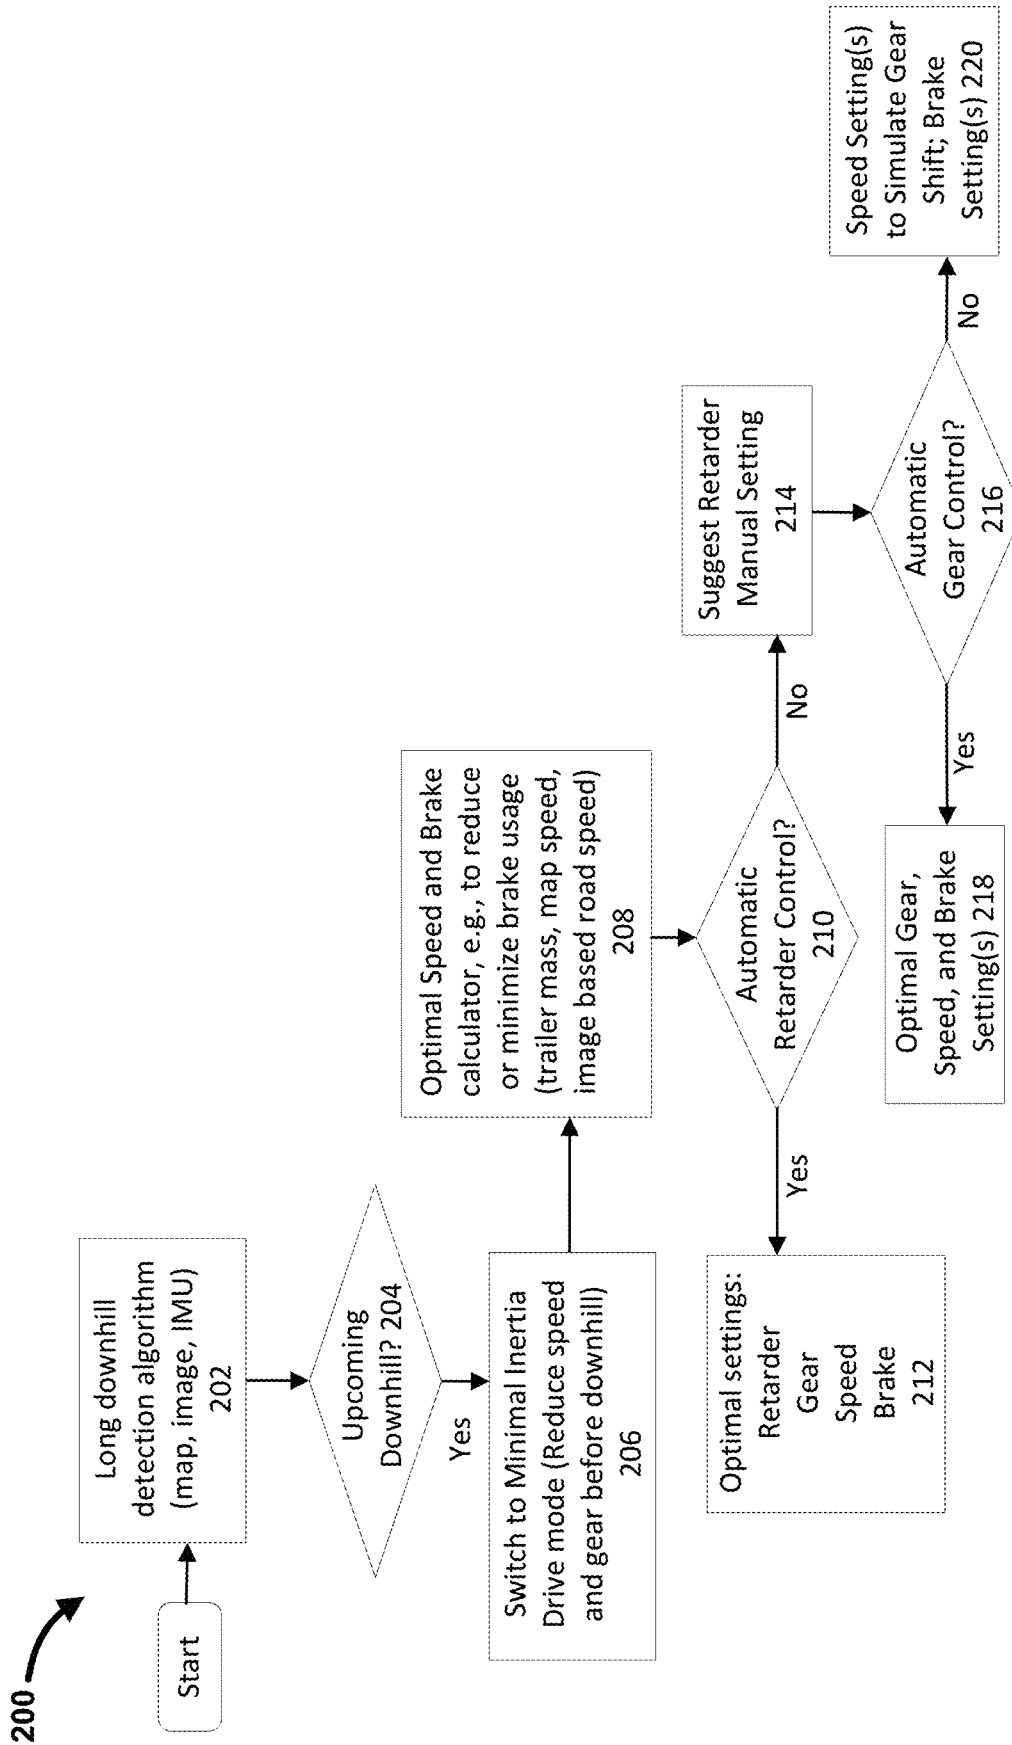 200
Start
Long downhill
detection algorithm
(map, image, IMU)
202
Upcoming
Downhill? 204
Yes
Switch to Minimal Inertia
Drive mode (Reduce speed
and gear before downhill)
206
Optimal Speed and Brake
calculator, e.g., to reduce
or minimize brake usage
(trailer mass, map speed,
image based road speed)
208
Automatic
Retarder Control?
210
Yes
Optimal settings:
Retarder
Gear
Speed
Brake
212
No
Suggest Retarder
Manual Setting
214
Automatic
Gear Control?
216
Yes
Optimal Gear,
Speed, and Brake
Setting(s) 218
No
Speed Setting(s)
to Simulate Gear
Shift; Brake
Setting(s) 220